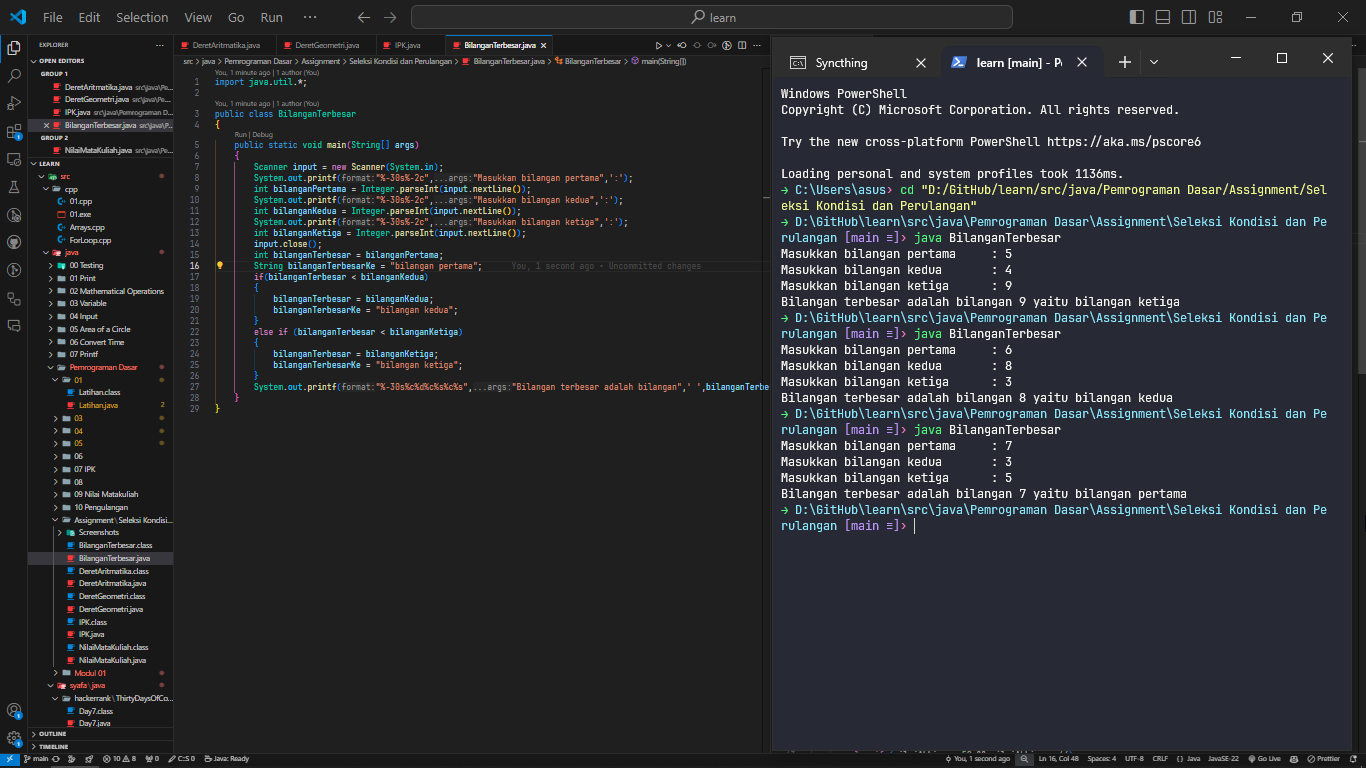 File Edit Selection View Go Run ···
learn
EXPLORER
OPEN EDITORS
GROUP 1
DeretAritmatika.java src\java\Pe...
DeretGeometri.java src\java\Pem...
IPK.java src\java\Pemrograman D...
BilanganTerbesar.java src\java\P...
GROUP 2
NilaiMataKuliah.java src\java\Pe...
LEARN
src
cpp
01.cpp
01.exe
Arrays.cpp
ForLoop.cpp
java
00 Testing
01 Print
02 Mathematical Operations
03 Variable
04 Input
05 Area of a Circle
06 Convert Time
07 Printf
Pemrograman Dasar
01
Latihan.class
Latihan.java 2
03
04
05
06
07 IPK
08
09 Nilai Matakuliah
10 Pengulangan
Assignment \ Seleksi Kondisi...
Screenshots
BilanganTerbesar.class
BilanganTerbesar.java
DeretAritmatika.class
DeretAritmatika.java
DeretGeometri.class
DeretGeometri.java
IPK.class
IPK.java
NilaiMataKuliah.class
NilaiMataKuliah.java
Modul 01
syafa \ java
hackerrank \ ThirtyDaysOfCo...
Day7.class
Day7.java
OUTLINE
TIMELINE
DeretAritmatika.java DeretGeometri.java IPK.java BilanganTerbesar.java
src > java > Pemrograman Dasar > Assignment > Seleksi Kondisi dan Perulangan > BilanganTerbesar.java > BilanganTerbesar > main(String[])
You, 1 minute ago | 1 author (You)
1 import java.util.*;
2
You, 1 minute ago | 1 author (You)
3 public class BilanganTerbesar
4 {
Run | Debug
5 public static void main(String[] args)
6 {
7 Scanner input = new Scanner(System.in);
8 System.out.printf(format:"%-30s%-2c",...args:"Masukkan bilangan pertama",':');
9 int bilanganPertama = Integer.parseInt(input.nextLine());
10 System.out.printf(format:"%-30s%-2c",...args:"Masukkan bilangan kedua",':');
11 int bilanganKedua = Integer.parseInt(input.nextLine());
12 System.out.printf(format:"%-30s%-2c",...args:"Masukkan bilangan ketiga",':');
13 int bilanganKetiga = Integer.parseInt(input.nextLine());
14 input.close();
15 int bilanganTerbesar = bilanganPertama;
16 String bilanganTerbesarKe = "bilangan pertama"; You, 1 second ago • Uncommitted changes
17 if(bilanganTerbesar < bilanganKedua)
18 {
19 bilanganTerbesar = bilanganKedua;
20 bilanganTerbesarKe = "bilangan kedua";
21 }
22 else if (bilanganTerbesar < bilanganKetiga)
23 {
24 bilanganTerbesar = bilanganKetiga;
25 bilanganTerbesarKe = "bilangan ketiga";
26 }
27 System.out.printf(format:"%-30s%c%d%c%s%c%s",...args:"Bilangan terbesar adalah bilangan",' ',bilanganTerbe
28 }
29 }
Syncthing
learn [main] - P
Windows PowerShell
Copyright (C) Microsoft Corporation. All rights reserved.
Try the new cross-platform PowerShell https://aka.ms/pscore6
Loading personal and system profiles took 1136ms.
→ C:\Users\asus› cd "D:/GitHub/learn/src/java/Pemrograman Dasar/Assignment/Sel
eksi Kondisi dan Perulangan"
→ D:\GitHub\learn\src\java\Pemrograman Dasar\Assignment\Seleksi Kondisi dan Pe
rulangan [main ≡]› java BilanganTerbesar
Masukkan bilangan pertama : 5
Masukkan bilangan kedua : 4
Masukkan bilangan ketiga : 9
Bilangan terbesar adalah bilangan 9 yaitu bilangan ketiga
→ D:\GitHub\learn\src\java\Pemrograman Dasar\Assignment\Seleksi Kondisi dan Pe
rulangan [main ≡]› java BilanganTerbesar
Masukkan bilangan pertama : 6
Masukkan bilangan kedua : 8
Masukkan bilangan ketiga : 3
Bilangan terbesar adalah bilangan 8 yaitu bilangan kedua
→ D:\GitHub\learn\src\java\Pemrograman Dasar\Assignment\Seleksi Kondisi dan Pe
rulangan [main ≡]› java BilanganTerbesar
Masukkan bilangan pertama : 7
Masukkan bilangan kedua : 3
Masukkan bilangan ketiga : 5
Bilangan terbesar adalah bilangan 7 yaitu bilangan pertama
→ D:\GitHub\learn\src\java\Pemrograman Dasar\Assignment\Seleksi Kondisi dan Pe
rulangan [main ≡]›
main 10 8 0 C:S 0 Java: Ready You, 1 second ago Ln 16, Col 48 Spaces: 4 UTF-8 CRLF {} Java JavaSE-22 Go Live Prettier